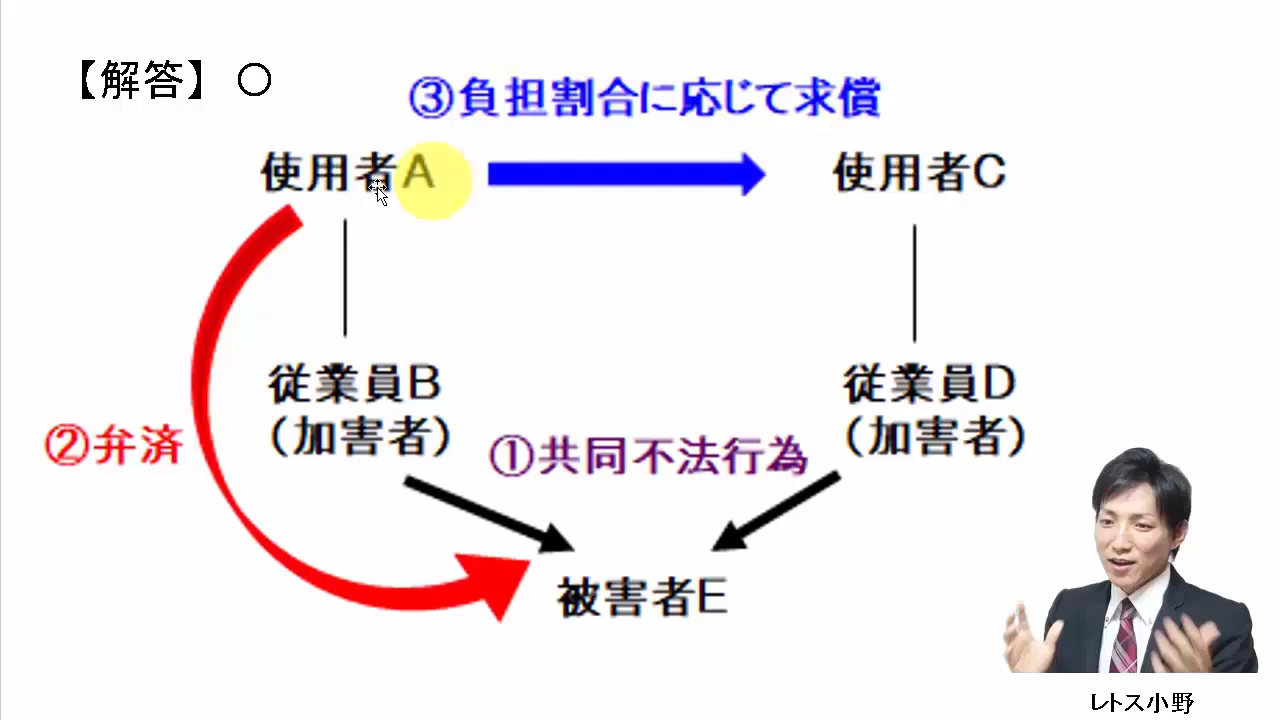 【解答】 ○
③負担割合に応じて求償
使用者A
使用者C
従業員B
(加害者)
従業員D
(加害者)
②弁済
①共同不法行為
被害者E
レトス小野